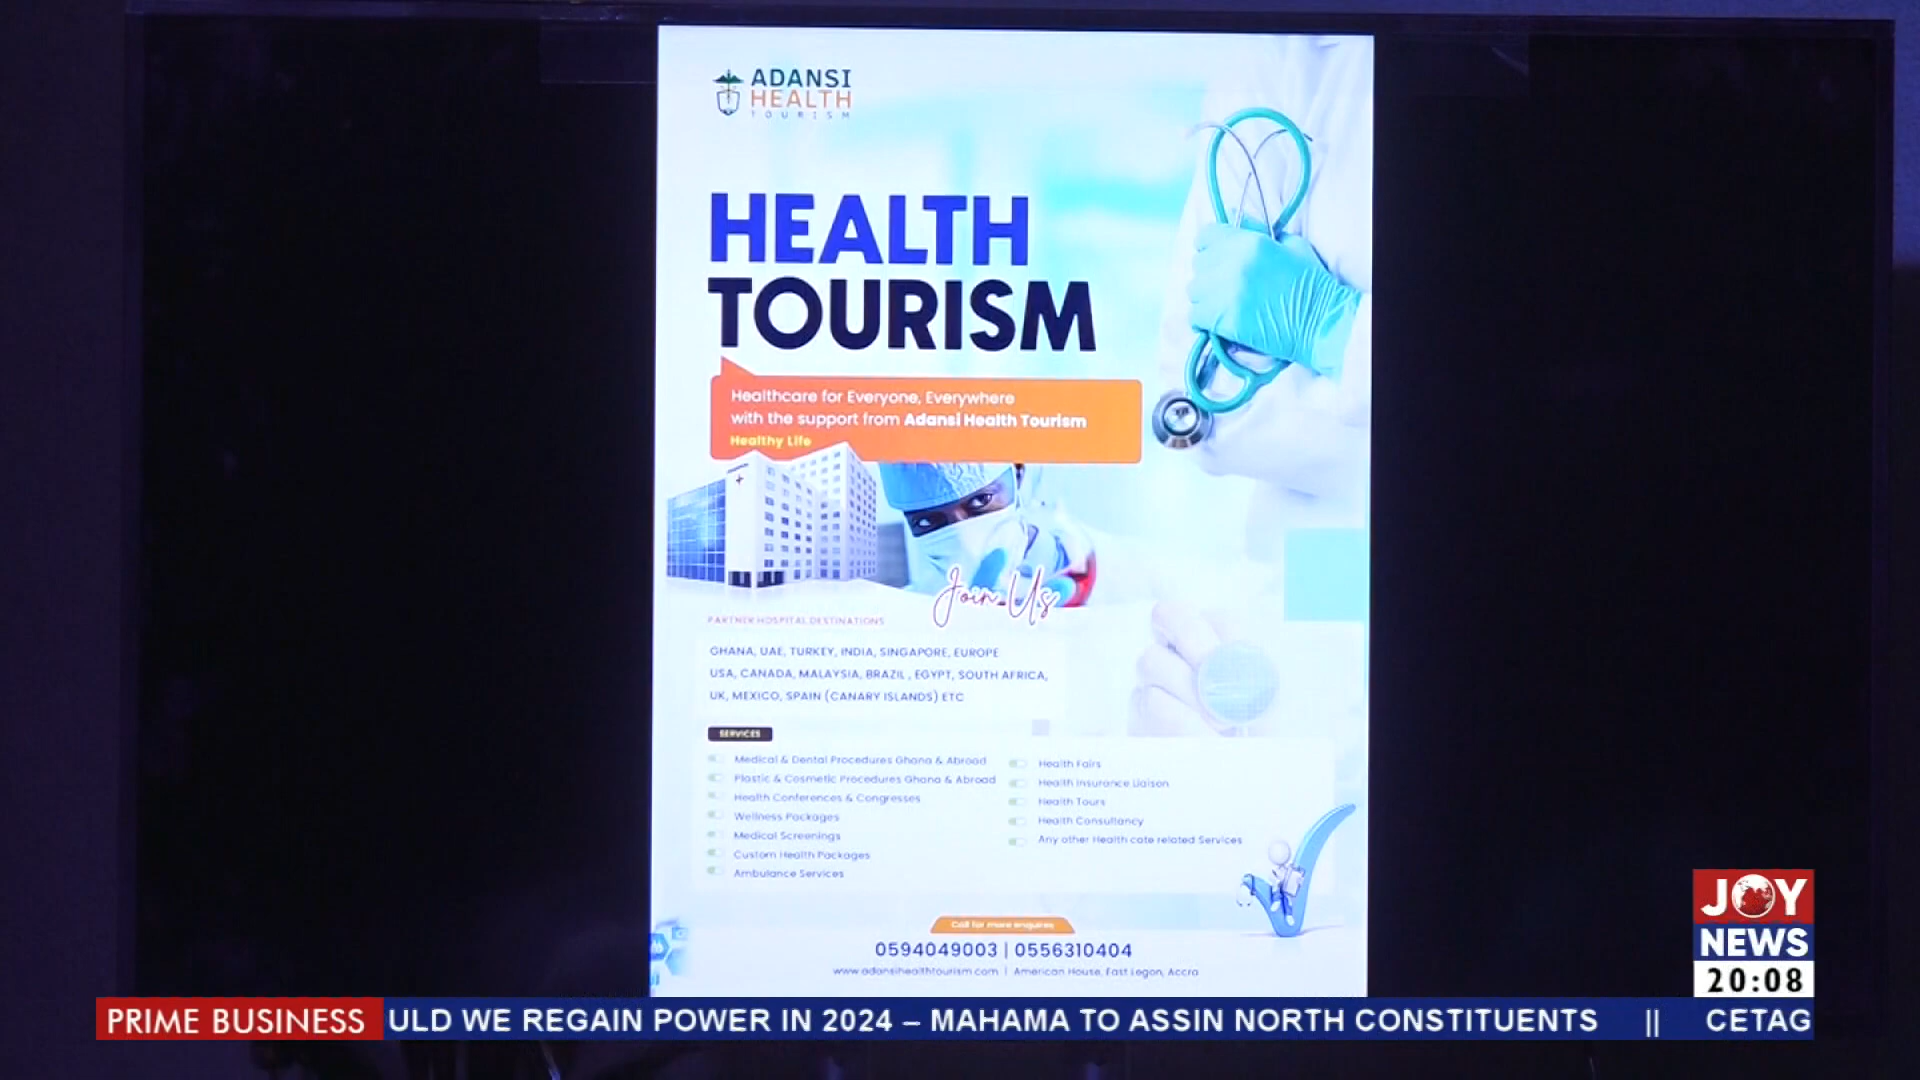 ADANSI
HEALTH
TOURISM
HEALTH
TOURISM
Healthcare for Everyone, Everywhere
with the support from Adansi Health Tourism
Healthy Life
Join Us
PARTNER HOSPITAL DESTINATIONS
GHANA, UAE, TURKEY, INDIA, SINGAPORE, EUROPE
USA, CANADA, MALAYSIA, BRAZIL , EGYPT, SOUTH AFRICA,
UK, MEXICO, SPAIN (CANARY ISLANDS) ETC
SERVICES
Medical & Dental Procedures Ghana & Abroad
Plastic & Cosmetic Procedures Ghana & Abroad
Health Conferences & Congresses
Wellness Packages
Medical Screenings
Custom Health Packages
Ambulance Services
Health Fairs
Health Insurance Liaison
Health Tours
Health Consultancy
Any other Health cate related Services
Call for more enquires
0594049003 | 0556310404
www.adansihealthtourism.com | American House, East Legon, Accra
JOY
NEWS
20:08
PRIME BUSINESS
ULD WE REGAIN POWER IN 2024 – MAHAMA TO ASSIN NORTH CONSTITUENTS || CETAG